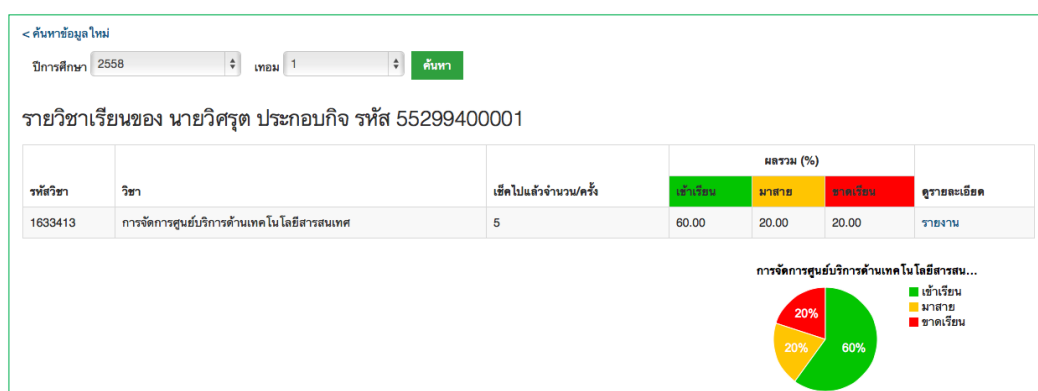 < ค้นหาข้อมูลใหม่
ปีการศึกษา 2558 เทอม 1 ค้นหา
รายวิชาเรียนของ นายวิศรุต ประกอบกิจ รหัส 55299400001
ผลรวม (%)
รหัสวิชา วิชา เช็คไปแล้วจำนวน/ครั้ง เข้าเรียน มาสาย ขาดเรียน ดูรายละเอียด
1633413 การจัดการศูนย์บริการด้านเทคโนโลยีสารสนเทศ 5 60.00 20.00 20.00 รายงาน
การจัดการศูนย์บริการด้านเทคโนโลยีสารสน...
เข้าเรียน
มาสาย
ขาดเรียน
20%
20% 60%